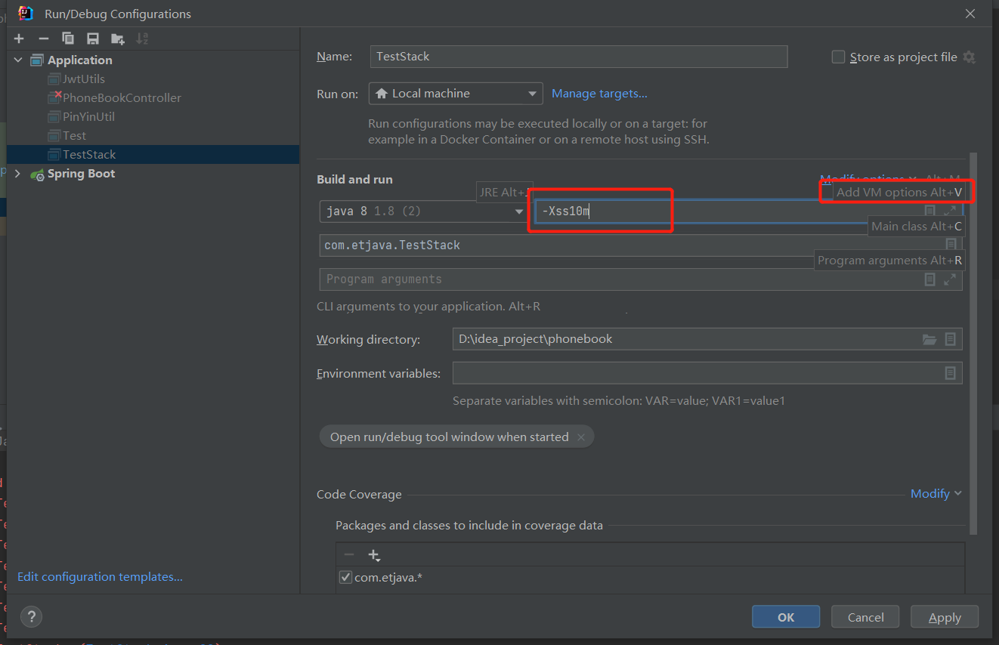 Run/Debug Configurations
Application
JwtUtils
PhoneBookController
PinYinUtil
Test
TestStack
Spring Boot
Edit configuration templates...
Name: TestStack
Store as project file
Run on: Local machine Manage targets...
Run configurations may be executed locally or on a target: for
example in a Docker Container or on a remote host using SSH.
Build and run
Modify options Alt+M
JRE Alt+J
Add VM options Alt+V
java 8 1.8 (2)
-Xss10m
Main class Alt+C
com.etjava.TestStack
Program arguments Alt+R
Program arguments
CLI arguments to your application. Alt+R
Working directory: D:\idea_project\phonebook
Environment variables:
Separate variables with semicolon: VAR=value; VAR1=value1
Open run/debug tool window when started
Code Coverage
Modify
Packages and classes to include in coverage data
com.etjava.*
?
OK
Cancel
Apply